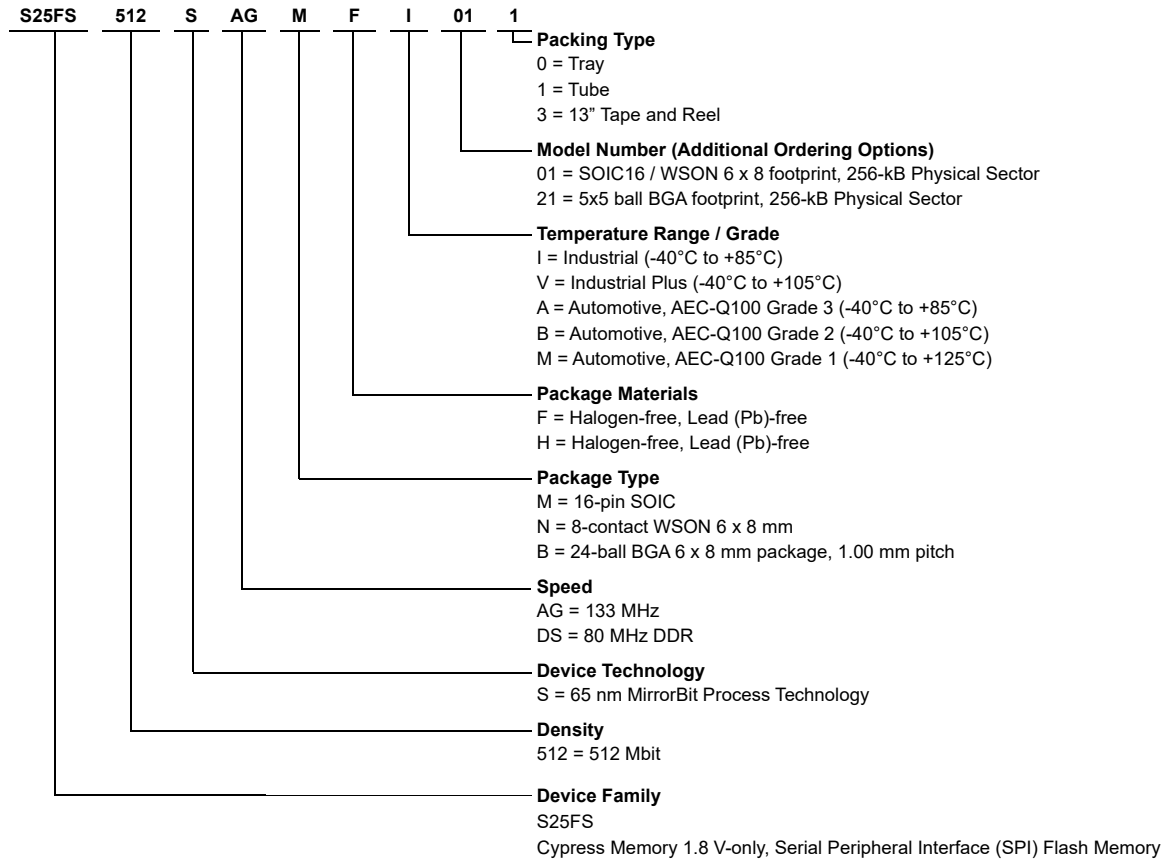 S25FS 512 S AG M F I 01 1
Packing Type
0 = Tray
1 = Tube
3 = 13” Tape and Reel
Model Number (Additional Ordering Options)
01 = SOIC16 / WSON 6 x 8 footprint, 256-kB Physical Sector
21 = 5x5 ball BGA footprint, 256-kB Physical Sector
Temperature Range / Grade
I = Industrial (-40°C to +85°C)
V = Industrial Plus (-40°C to +105°C)
A = Automotive, AEC-Q100 Grade 3 (-40°C to +85°C)
B = Automotive, AEC-Q100 Grade 2 (-40°C to +105°C)
M = Automotive, AEC-Q100 Grade 1 (-40°C to +125°C)
Package Materials
F = Halogen-free, Lead (Pb)-free
H = Halogen-free, Lead (Pb)-free
Package Type
M = 16-pin SOIC
N = 8-contact WSON 6 x 8 mm
B = 24-ball BGA 6 x 8 mm package, 1.00 mm pitch
Speed
AG = 133 MHz
DS = 80 MHz DDR
Device Technology
S = 65 nm MirrorBit Process Technology
Density
512 = 512 Mbit
Device Family
S25FS
Cypress Memory 1.8 V-only, Serial Peripheral Interface (SPI) Flash Memory